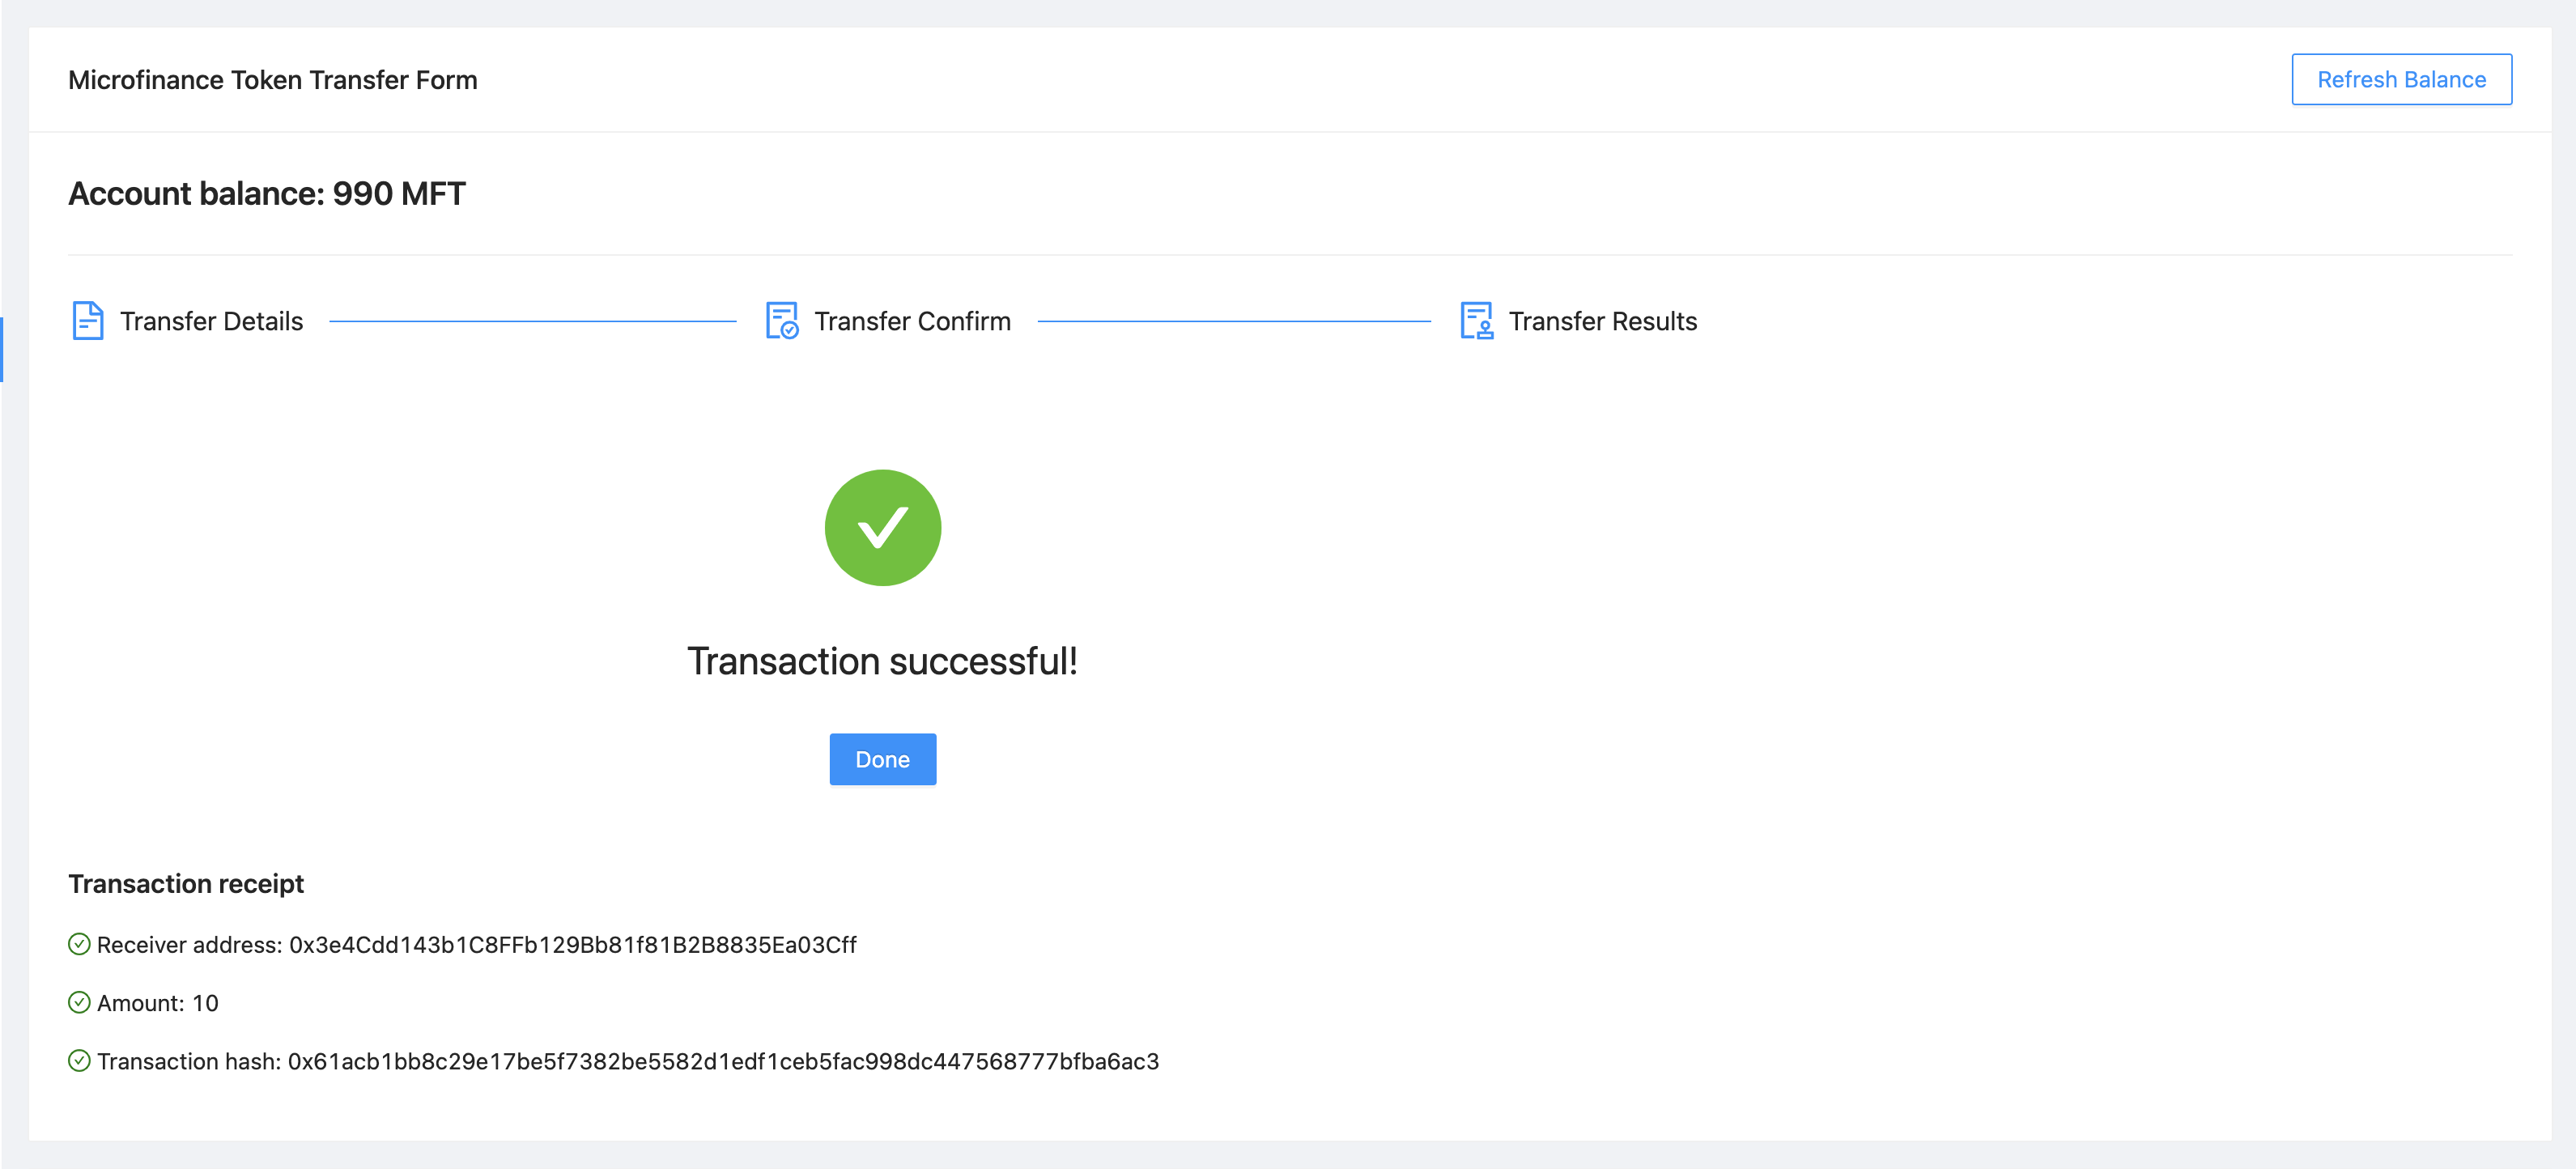 Microfinance Token Transfer Form
Refresh Balance
Account balance: 990 MFT
Transfer Details
Transfer Confirm
Transfer Results
Transaction successful!
Done
Transaction receipt
Receiver address: 0x3e4Cdd143b1C8FFb129Bb81f81B2B8835Ea03Cff
Amount: 10
Transaction hash: 0x61acb1bb8c29e17be5f7382be5582d1edf1ceb5fac998dc447568777bfba6ac3